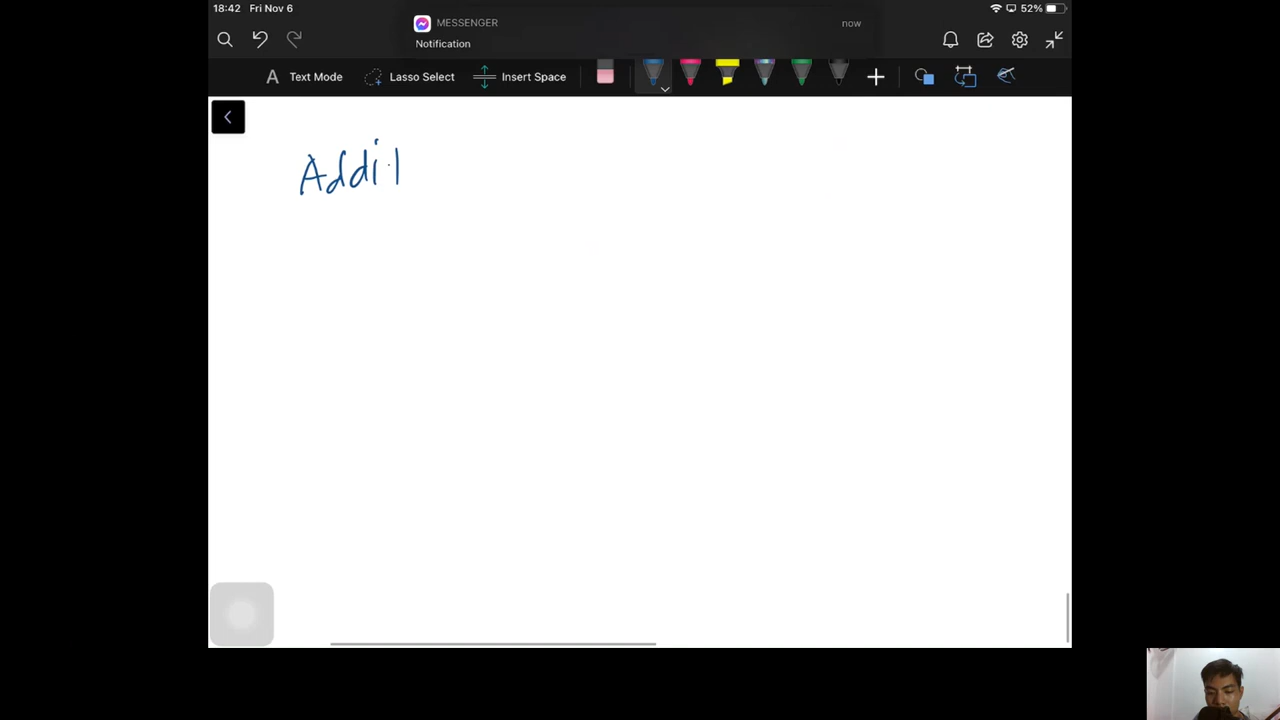 18:42 Fri Nov 6 52%
MESSENGER now
Notification
A Text Mode Lasso Select Insert Space
Addi